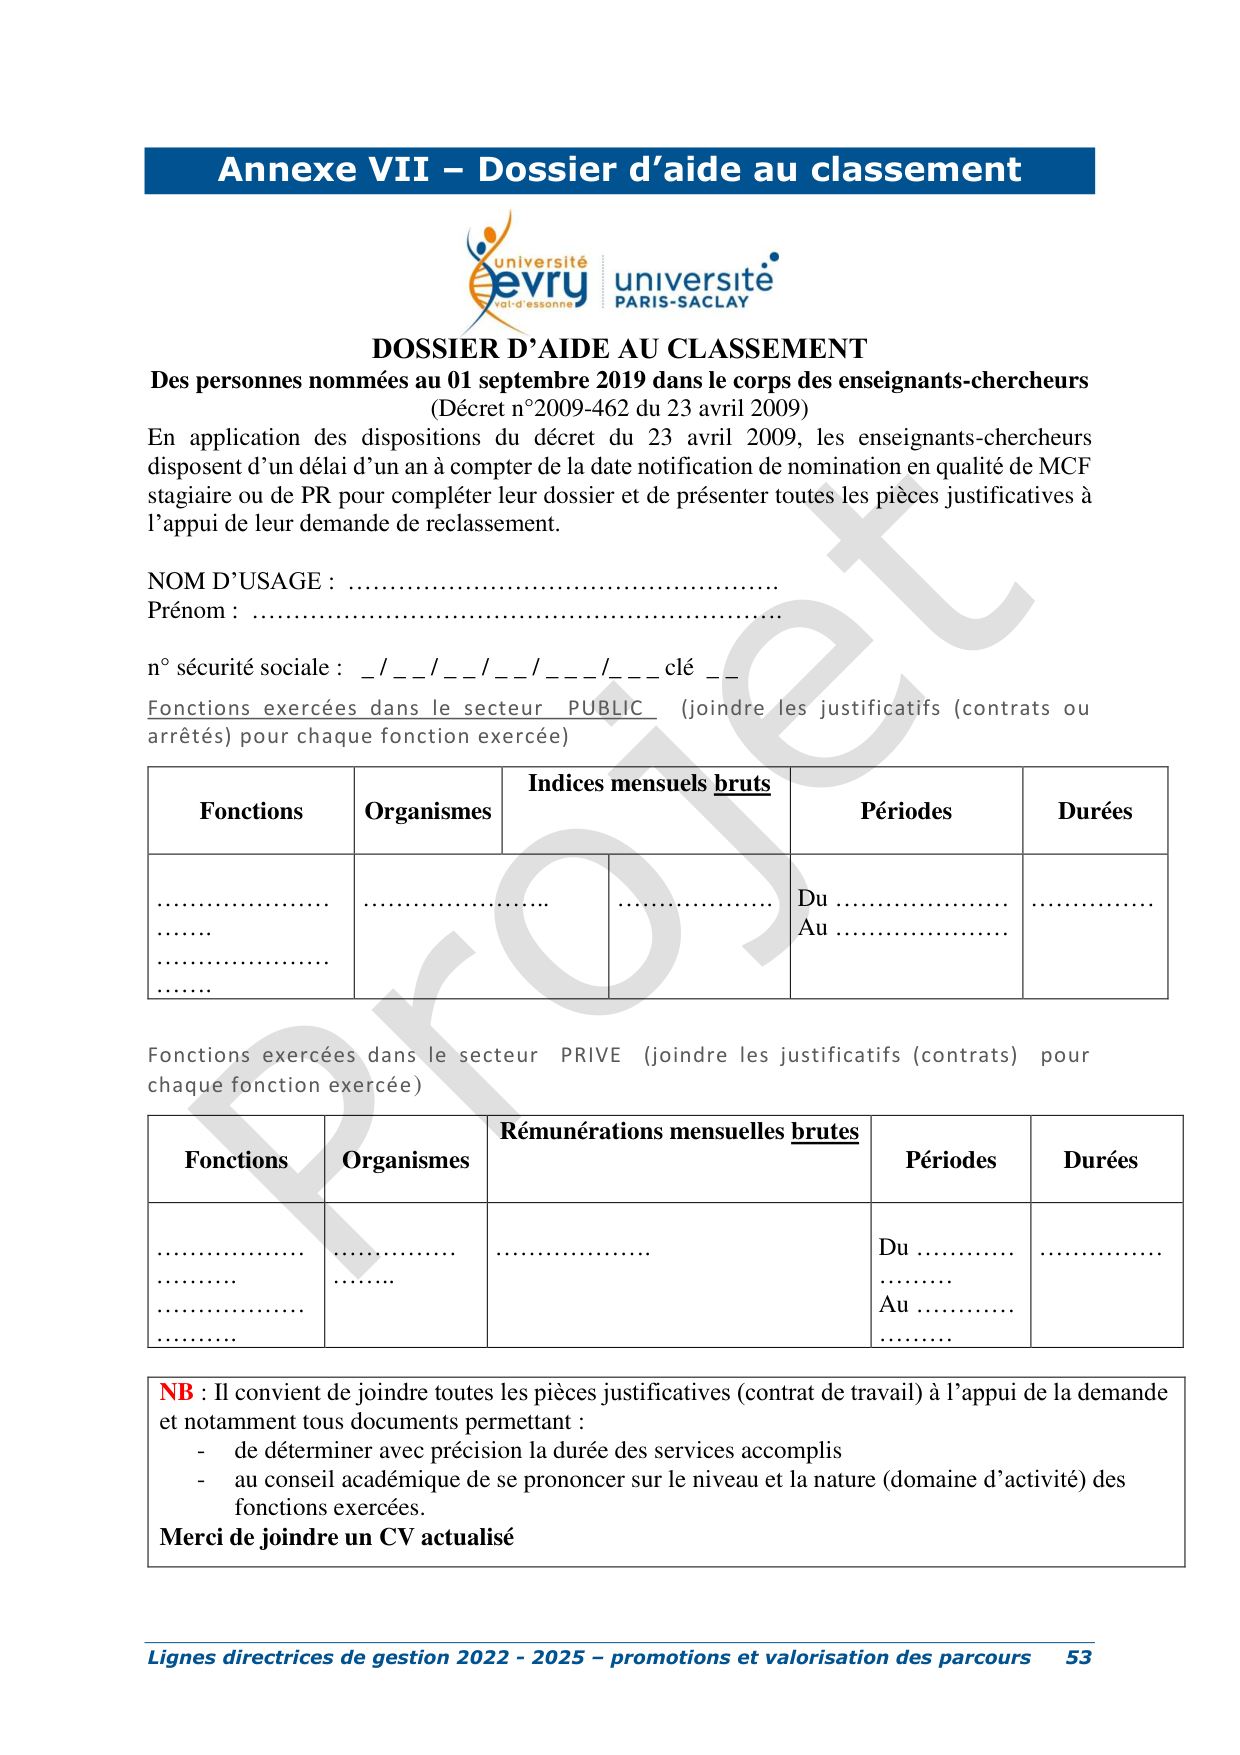 Annexe VII – Dossier d’aide au classement
université
evry
val-d'essonne
université
PARIS-SACLAY
DOSSIER D’AIDE AU CLASSEMENT
Des personnes nommées au 01 septembre 2019 dans le corps des enseignants-chercheurs
(Décret n°2009-462 du 23 avril 2009)
En application des dispositions du décret du 23 avril 2009, les enseignants-chercheurs
disposent d’un délai d’un an à compter de la date notification de nomination en qualité de MCF
stagiaire ou de PR pour compléter leur dossier et de présenter toutes les pièces justificatives à
l’appui de leur demande de reclassement.
NOM D’USAGE : …………………………………………….
Prénom : ……………………………………………………….
n° sécurité sociale : _ / _ _ / _ _ / _ _ / _ _ _ /_ _ _ clé _ _
Fonctions exercées dans le secteur PUBLIC (joindre les justificatifs (contrats ou
arrêtés) pour chaque fonction exercée)
Fonctions Organismes Indices mensuels bruts Périodes Durées
………………… ………………….. ………………. Du ………………… ……………
……. Au …………………
…………………
…….
Fonctions exercées dans le secteur PRIVE (joindre les justificatifs (contrats) pour
chaque fonction exercée)
Fonctions Organismes Rémunérations mensuelles brutes Périodes Durées
……………… …………… ………………. Du ………… ……………
………. …….. ………
……………… Au …………
………. ………
NB : Il convient de joindre toutes les pièces justificatives (contrat de travail) à l’appui de la demande
et notamment tous documents permettant :
- de déterminer avec précision la durée des services accomplis
- au conseil académique de se prononcer sur le niveau et la nature (domaine d’activité) des
fonctions exercées.
Merci de joindre un CV actualisé
Projet
Lignes directrices de gestion 2022 - 2025 – promotions et valorisation des parcours 53